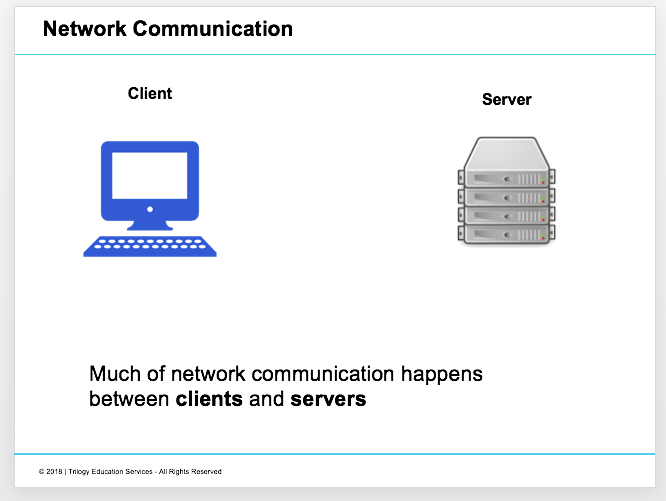 Network Communication
Client
Server
Much of network communication happens
between clients and servers
© 2018 | Trilogy Education Services - All Rights Reserved